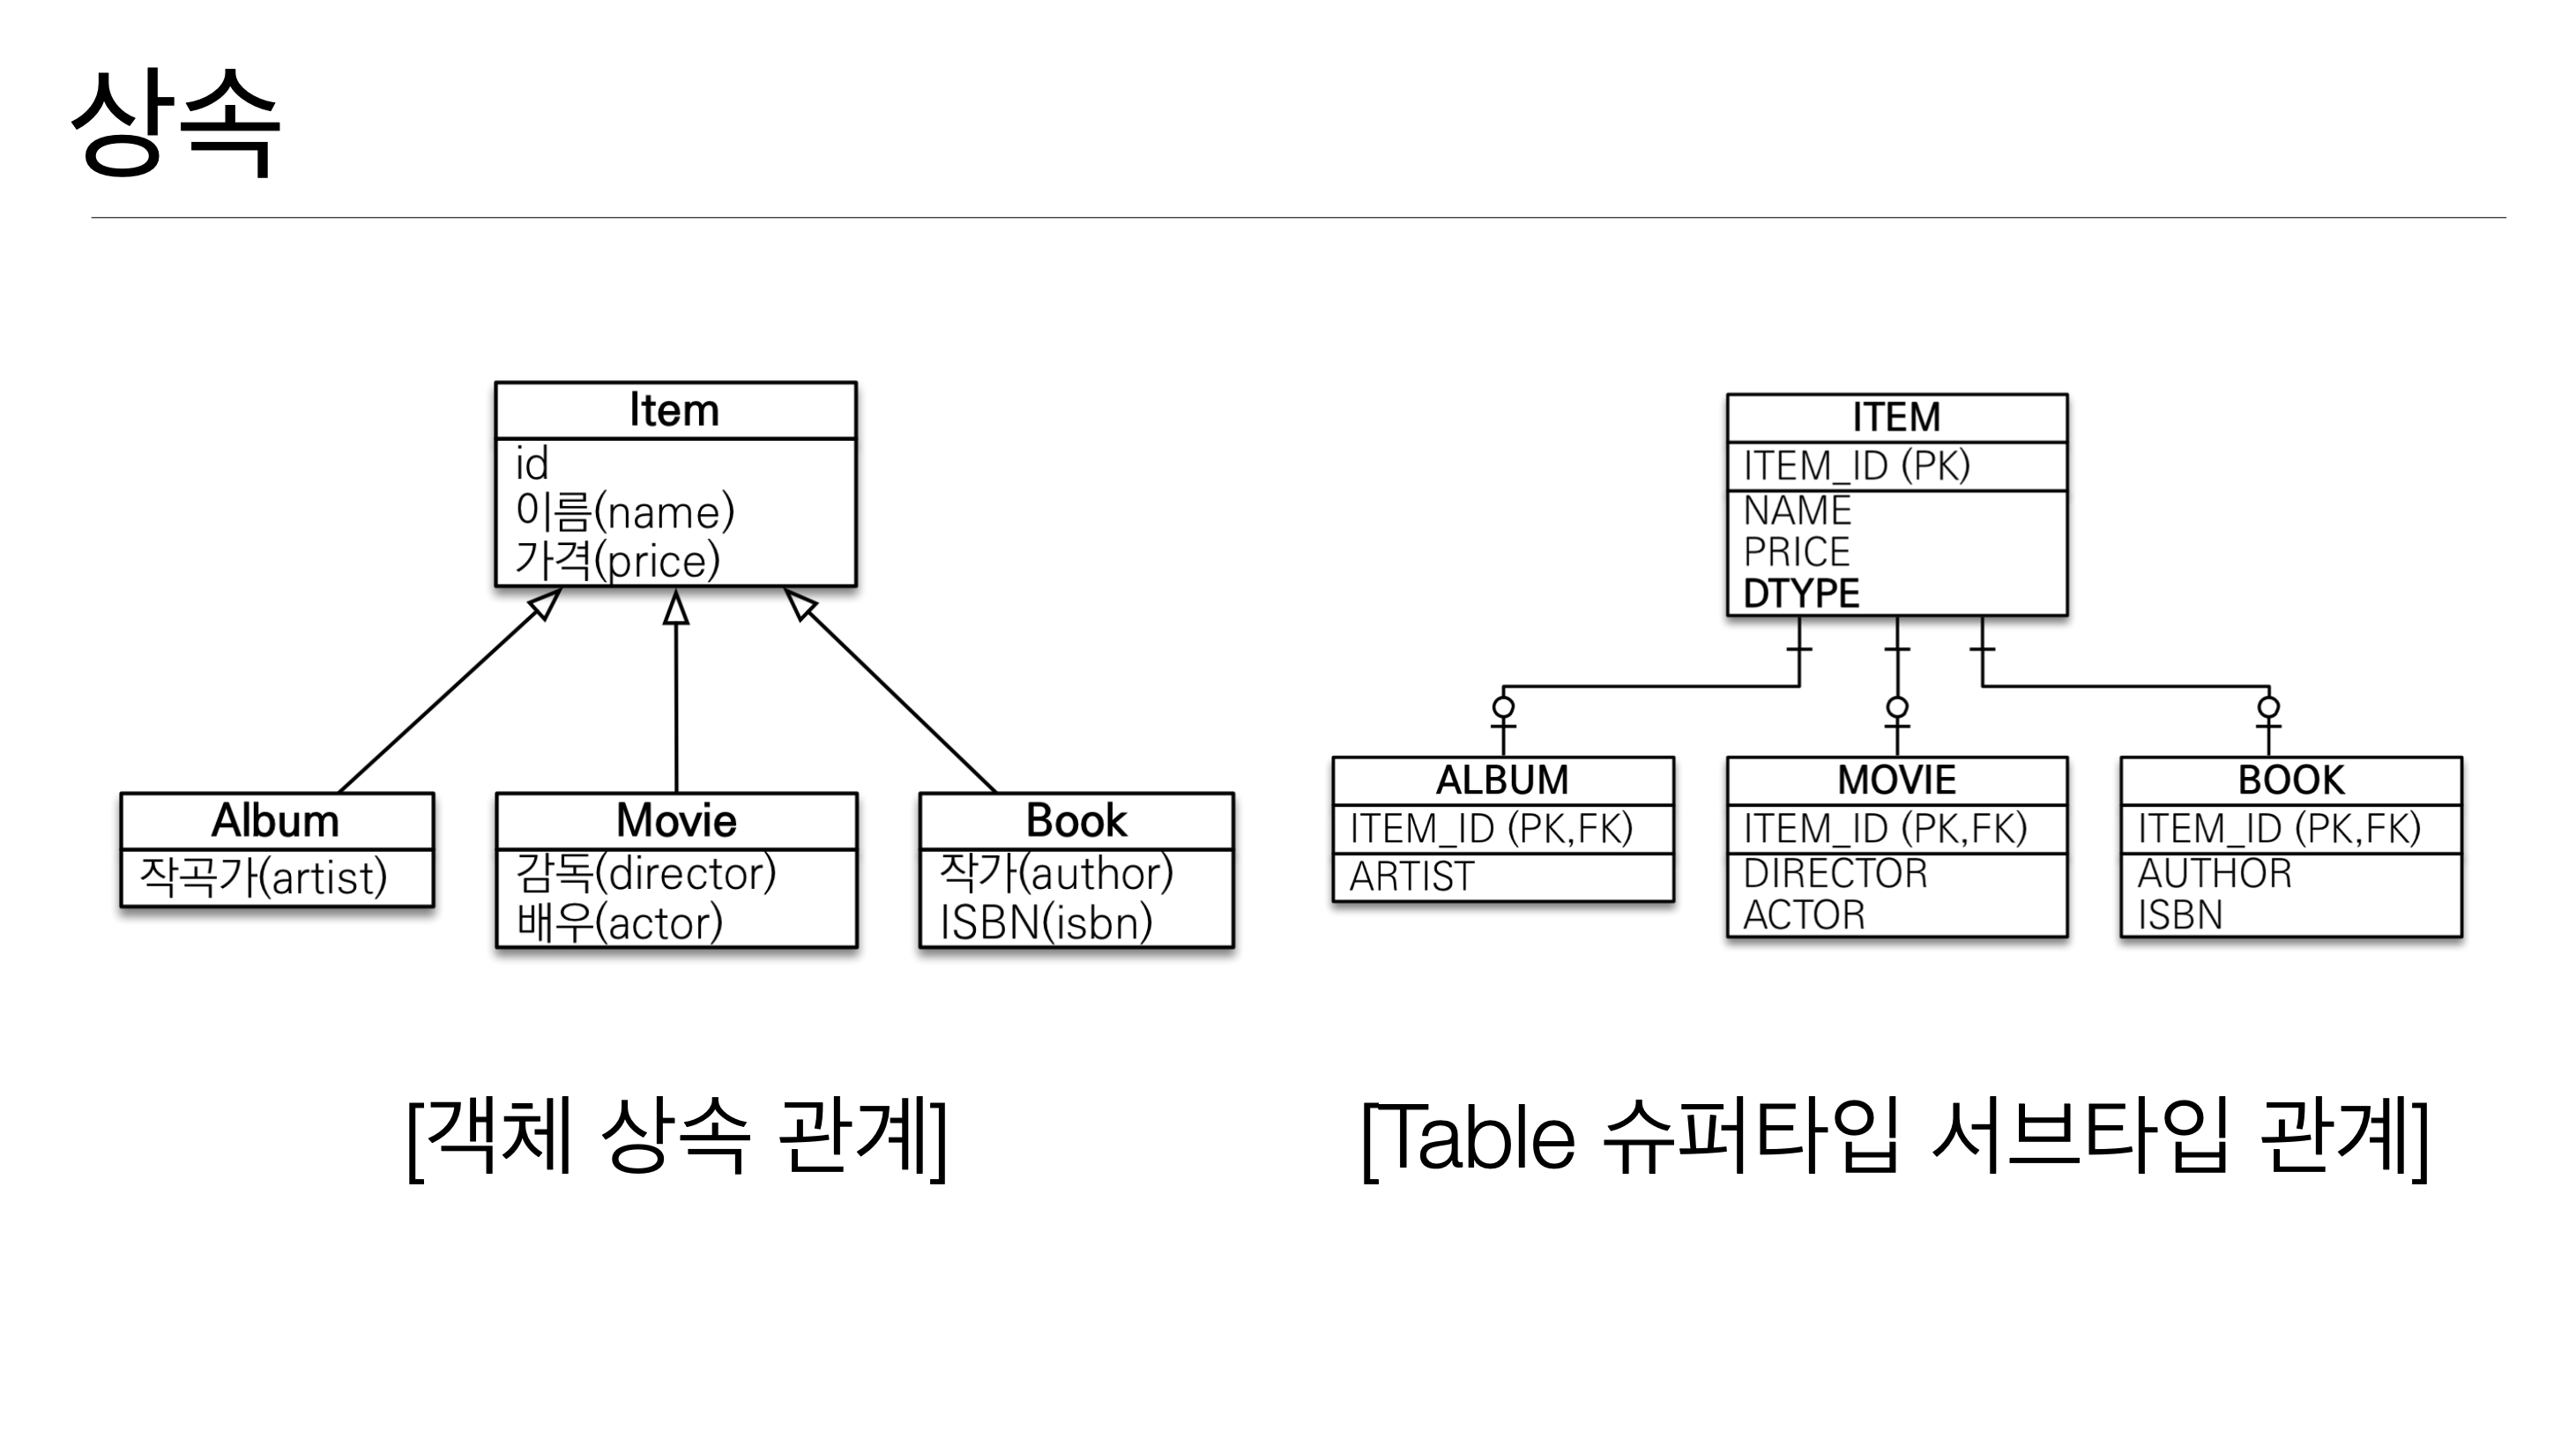 상속
Item
id
이름(name)
가격(price)
Album
작곡가(artist)
Movie
감독(director)
배우(actor)
Book
작가(author)
ISBN(isbn)
[객체 상속 관계]
ITEM
ITEM_ID (PK)
NAME
PRICE
DTYPE
ALBUM
ITEM_ID (PK,FK)
ARTIST
MOVIE
ITEM_ID (PK,FK)
DIRECTOR
ACTOR
BOOK
ITEM_ID (PK,FK)
AUTHOR
ISBN
[Table 슈퍼타입 서브타입 관계]